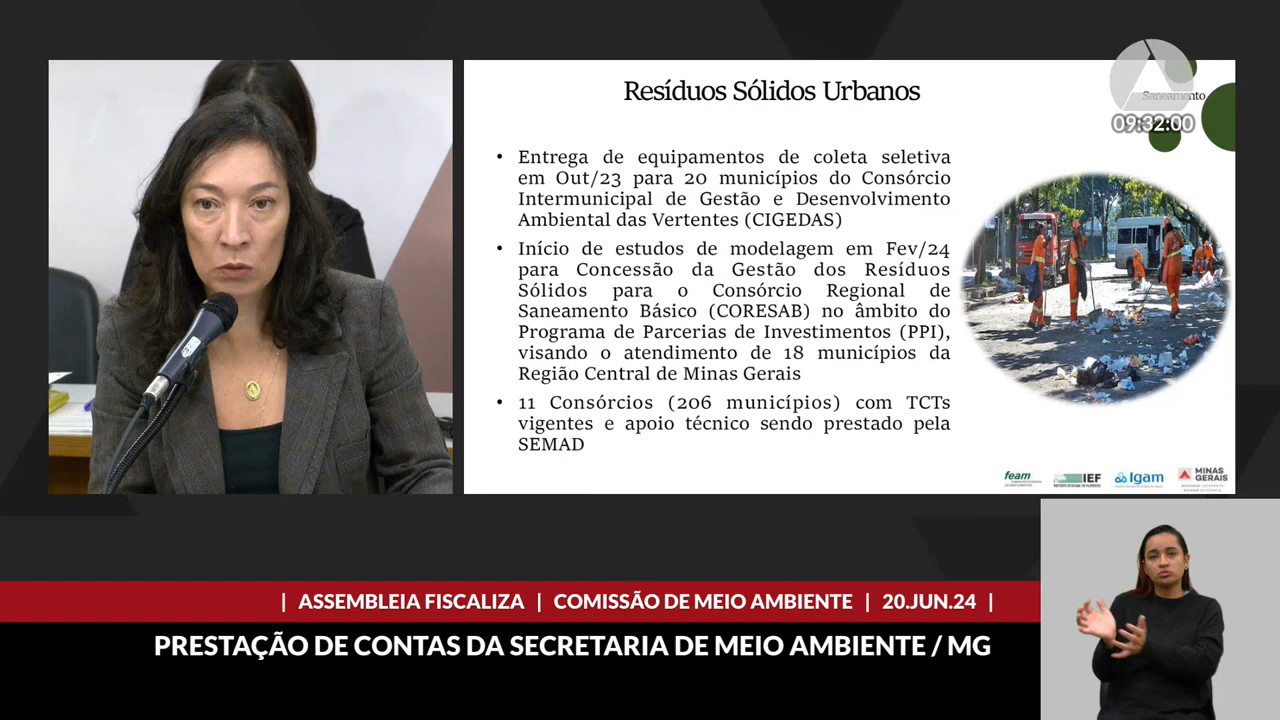 Resíduos Sólidos Urbanos
Saneamento
09:32:00
• Entrega de equipamentos de coleta seletiva
em Out/23 para 20 municípios do Consórcio
Intermunicipal de Gestão e Desenvolvimento
Ambiental das Vertentes (CIGEDAS)
• Início de estudos de modelagem em Fev/24
para Concessão da Gestão dos Resíduos
Sólidos para o Consórcio Regional de
Saneamento Básico (CORESAB) no âmbito do
Programa de Parcerias de Investimentos (PPI),
visando o atendimento de 18 municípios da
Região Central de Minas Gerais
• 11 Consórcios (206 municípios) com TCTs
vigentes e apoio técnico sendo prestado pela
SEMAD
feam
IEF
Igam
MINAS
GERAIS
| ASSEMBLEIA FISCALIZA | COMISSÃO DE MEIO AMBIENTE | 20.JUN.24 |
PRESTAÇÃO DE CONTAS DA SECRETARIA DE MEIO AMBIENTE / MG